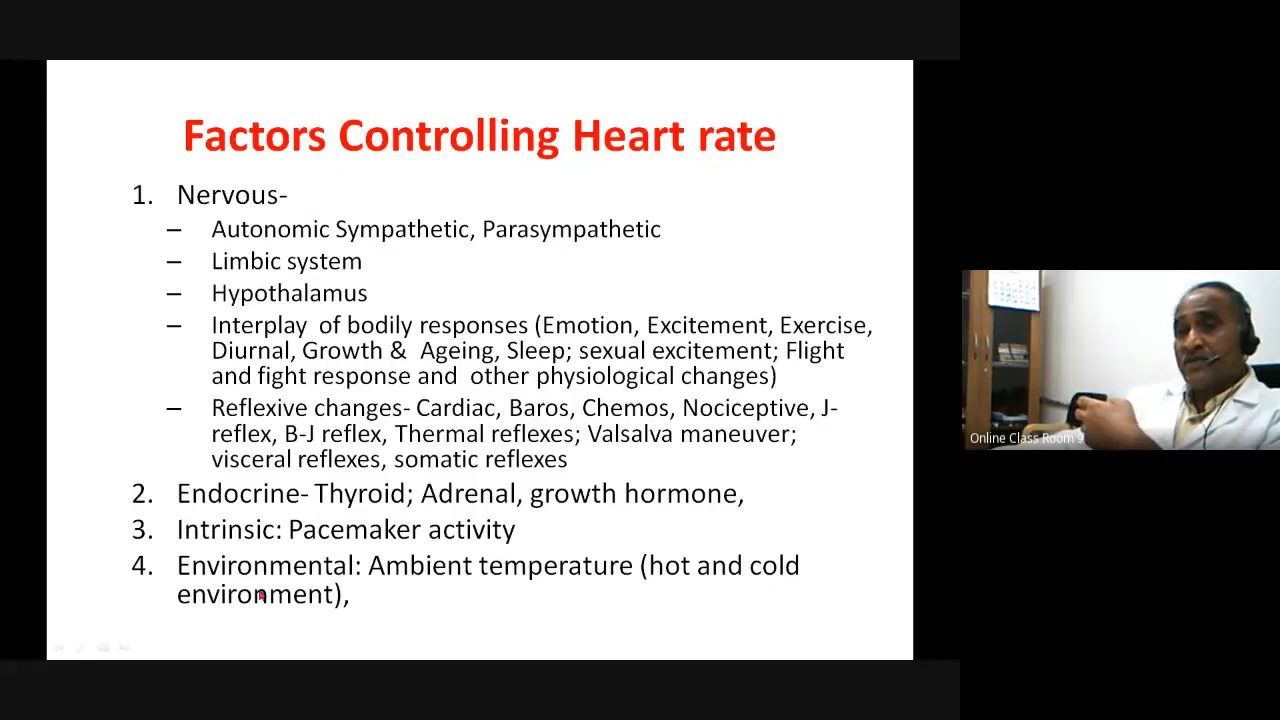 Factors Controlling Heart rate
1. Nervous-
– Autonomic Sympathetic, Parasympathetic
– Limbic system
– Hypothalamus
– Interplay of bodily responses (Emotion, Excitement, Exercise,
Diurnal, Growth & Ageing, Sleep; sexual excitement; Flight
and fight response and other physiological changes)
– Reflexive changes- Cardiac, Baros, Chemos, Nociceptive, J-
reflex, B-J reflex, Thermal reflexes; Valsalva maneuver;
visceral reflexes, somatic reflexes
2. Endocrine- Thyroid; Adrenal, growth hormone,
3. Intrinsic: Pacemaker activity
4. Environmental: Ambient temperature (hot and cold
environment),
Online Class Room 9